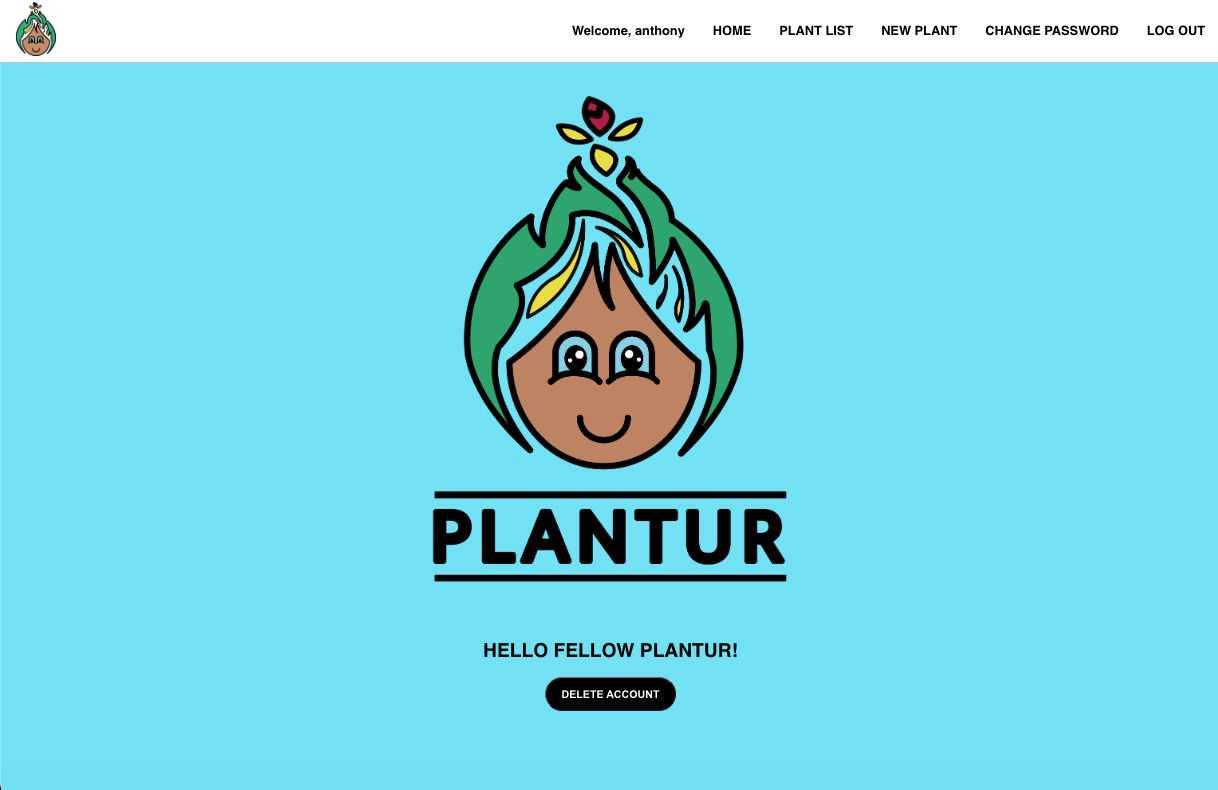 Welcome, anthony HOME PLANT LIST NEW PLANT CHANGE PASSWORD LOG OUT
PLANTUR
HELLO FELLOW PLANTUR!
DELETE ACCOUNT